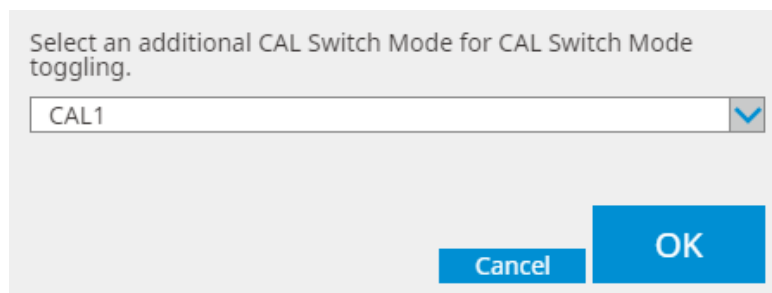 Select an additional CAL Switch Mode for CAL Switch Mode
toggling.
CAL1
Cancel
OK